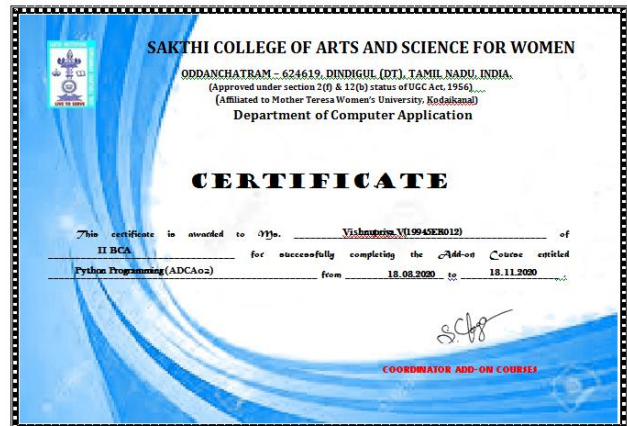 SAKTHI COLLEGE OF ARTS AND SCIENCE FOR WOMEN
ODDANCHATRAM – 624619, DINDIGUL (DT), TAMIL NADU, INDIA.
(Approved under section 2(f) & 12(b) status of UGC Act, 1956)
(Affiliated to Mother Teresa Women's University, Kodaikanal)
Department of Computer Application
LIVE TO SERVE
CERTIFICATE
This certificate is awarded to Ms. Vishnupriya.V(19945ER012) of
II BCA for successfully completing the Add-on Course entitled
Python Programming (ADCA02) from 18.08.2020 to 18.11.2020 .
COORDINATOR ADD-ON COURSES